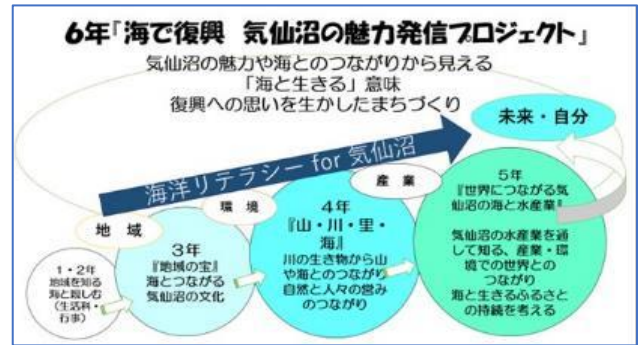 6年『海で復興　気仙沼の魅力発信プロジェクト』
気仙沼の魅力や海とのつながりから見える
「海と生きる」意味
復興への思いを生かしたまちづくり
未来・自分
海洋リテラシー for 気仙沼
産業
環境
地域
1・2年
地域を知る
海と親しむ
(生活科・
行事)
3年
『地域の宝』
海とつながる
気仙沼の文化
4年
『山・川・里・
海』
川の生き物から山
や海とのつながり
自然と人々の営み
のつながり
5年
『世界につながる気
仙沼の海と水産業』
気仙沼の水産業を通
して知る、産業・環
境での世界との
つながり
海と生きるふるさと
の持続を考える